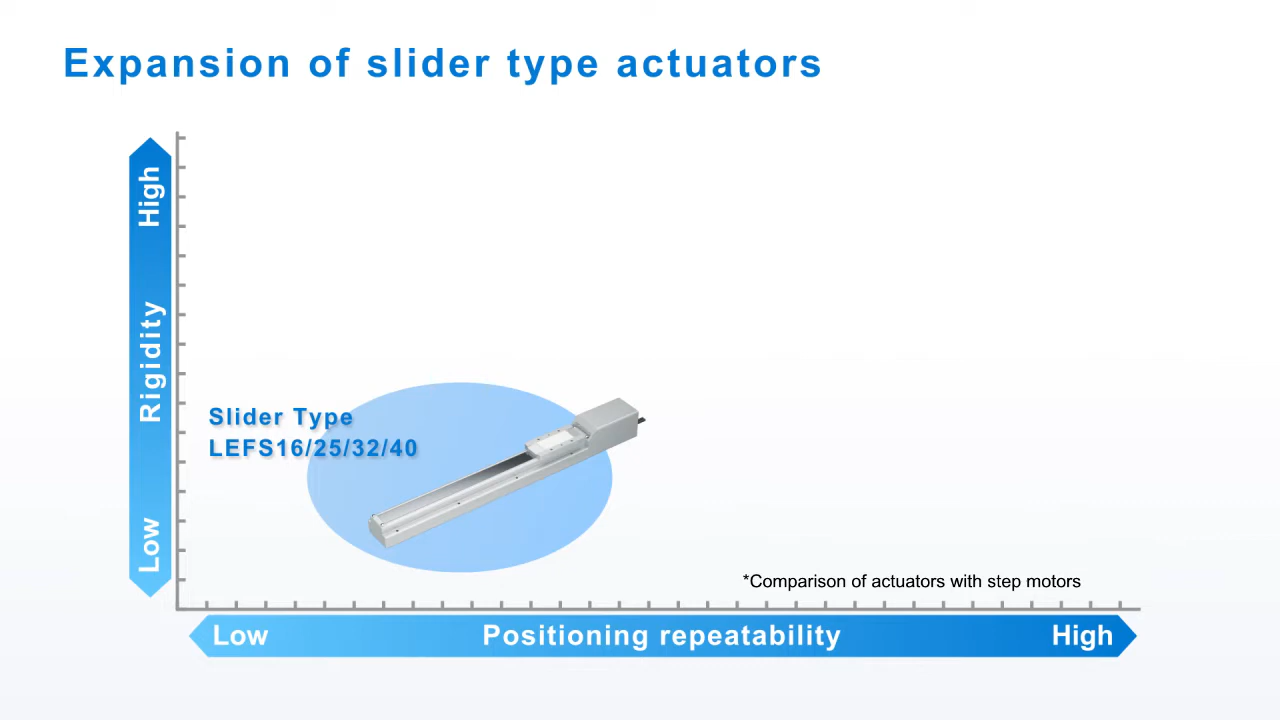 Expansion of slider type actuators
High
Rigidity
Low
Slider Type
LEFS16/25/32/40
*Comparison of actuators with step motors
Low
Positioning repeatability
High